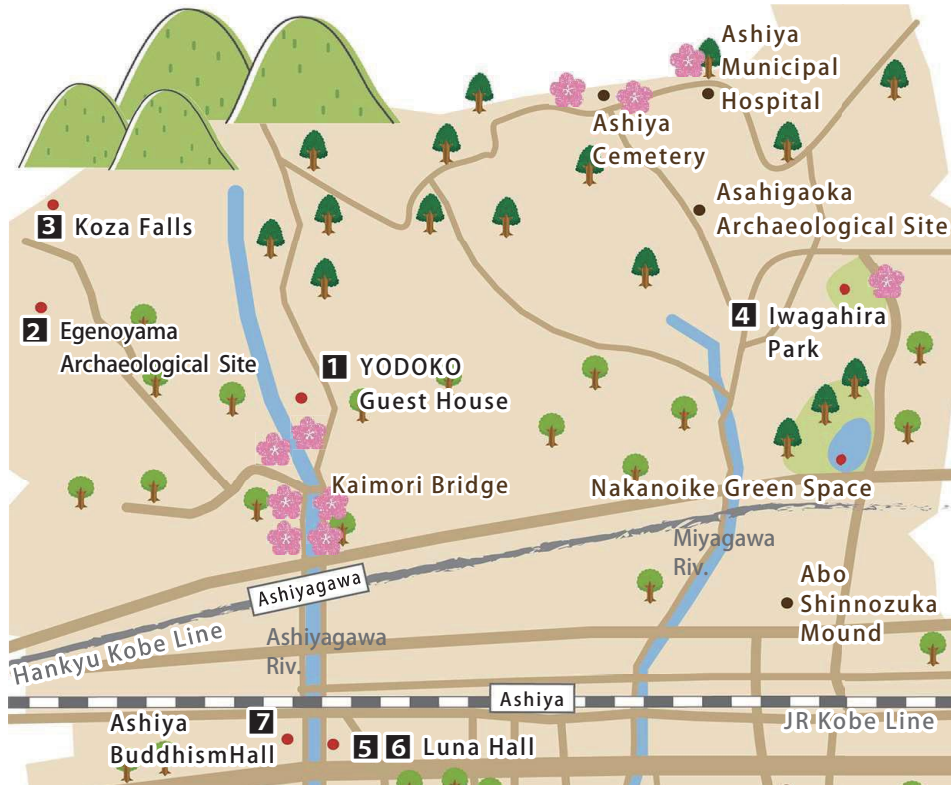 Ashiya
Municipal
Hospital
Ashiya
Cemetery
Asahigaoka
Archaeological Site
3 Koza Falls
2 Egenoyama
Archaeological Site
4 Iwagahira
Park
1 YODOKO
Guest House
Kaimori Bridge
Nakanoike Green Space
Miyagawa
Riv.
Ashiyagawa
Abo
Shinnozuka
Mound
Hankyu Kobe Line
Ashiyagawa
Riv.
Ashiya
JR Kobe Line
Ashiya 7
BuddhismHall
5 6 Luna Hall